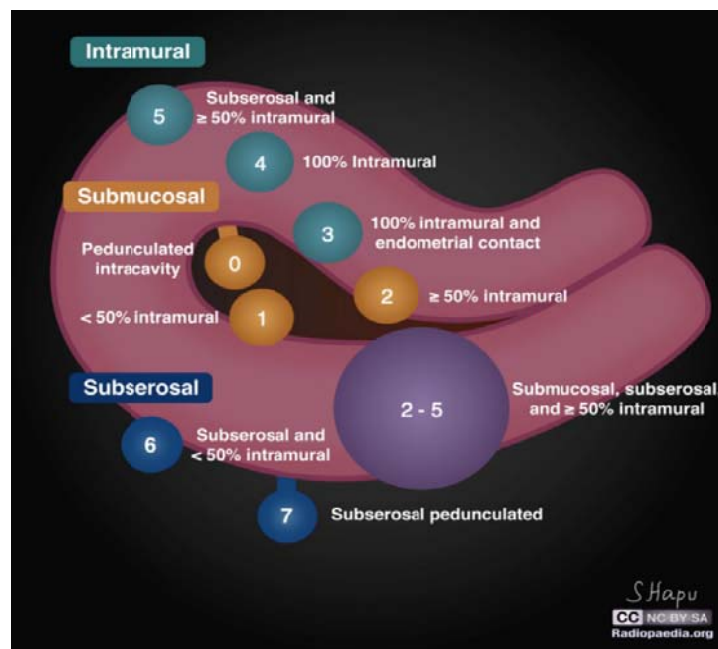 Intramural
5
Subserosal and
≥ 50% intramural
4
100% Intramural
Submucosal
3
100% intramural and
endometrial contact
Pedunculated
intracavity
0
2
≥ 50% intramural
< 50% intramural
1
Subserosal
2 - 5
Submucosal, subserosal
and ≥ 50% intramural
6
Subserosal and
< 50% intramural
7
Subserosal pedunculated
SHapu
CC NC BY SA
Radiopaedia.org